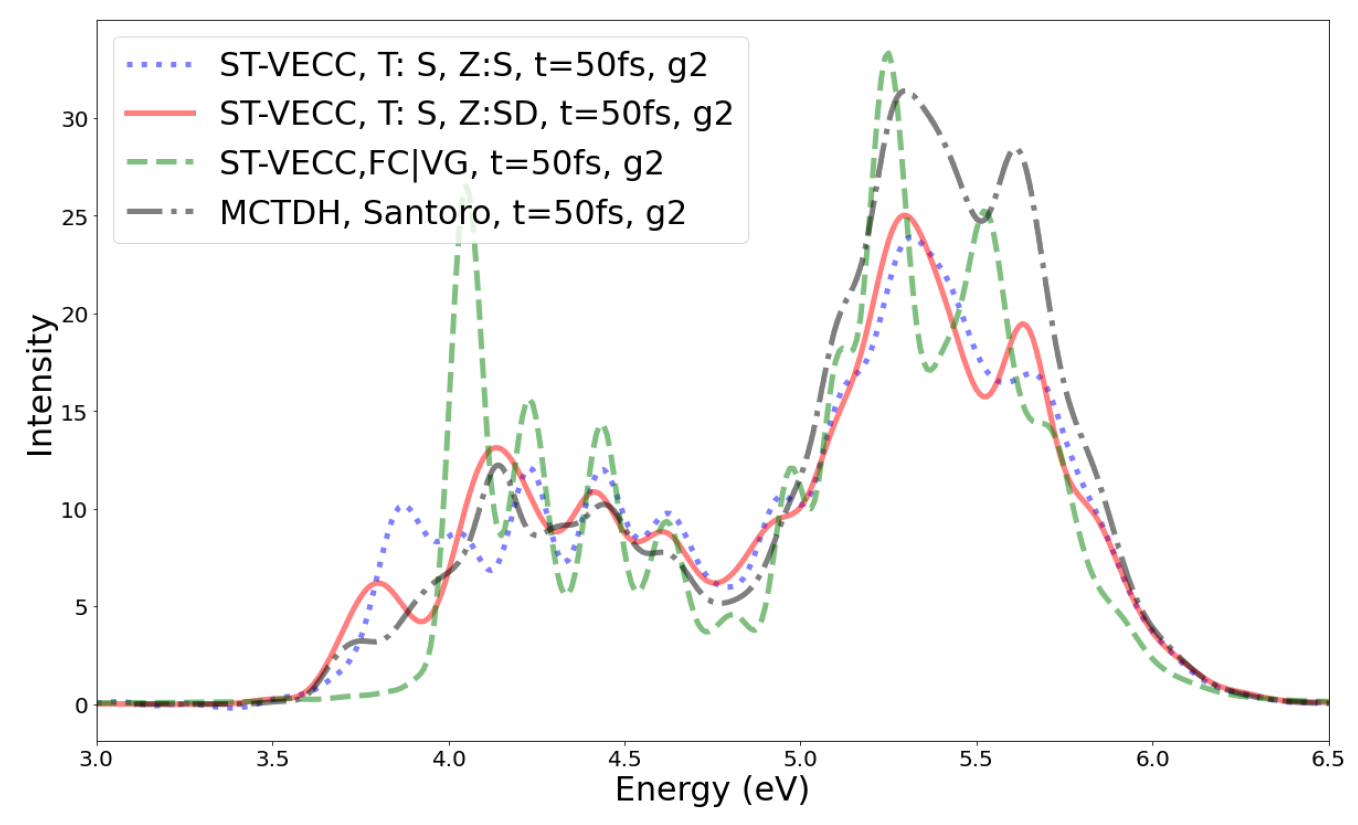 ST-VECC, T: S, Z:S, t=50fs, g2
ST-VECC, T: S, Z:SD, t=50fs, g2
ST-VECC,FC|VG, t=50fs, g2
MCTDH, Santoro, t=50fs, g2
Intensity
30
25
20
15
10
5
0
3.0 3.5 4.0 4.5 5.0 5.5 6.0 6.5
Energy (eV)